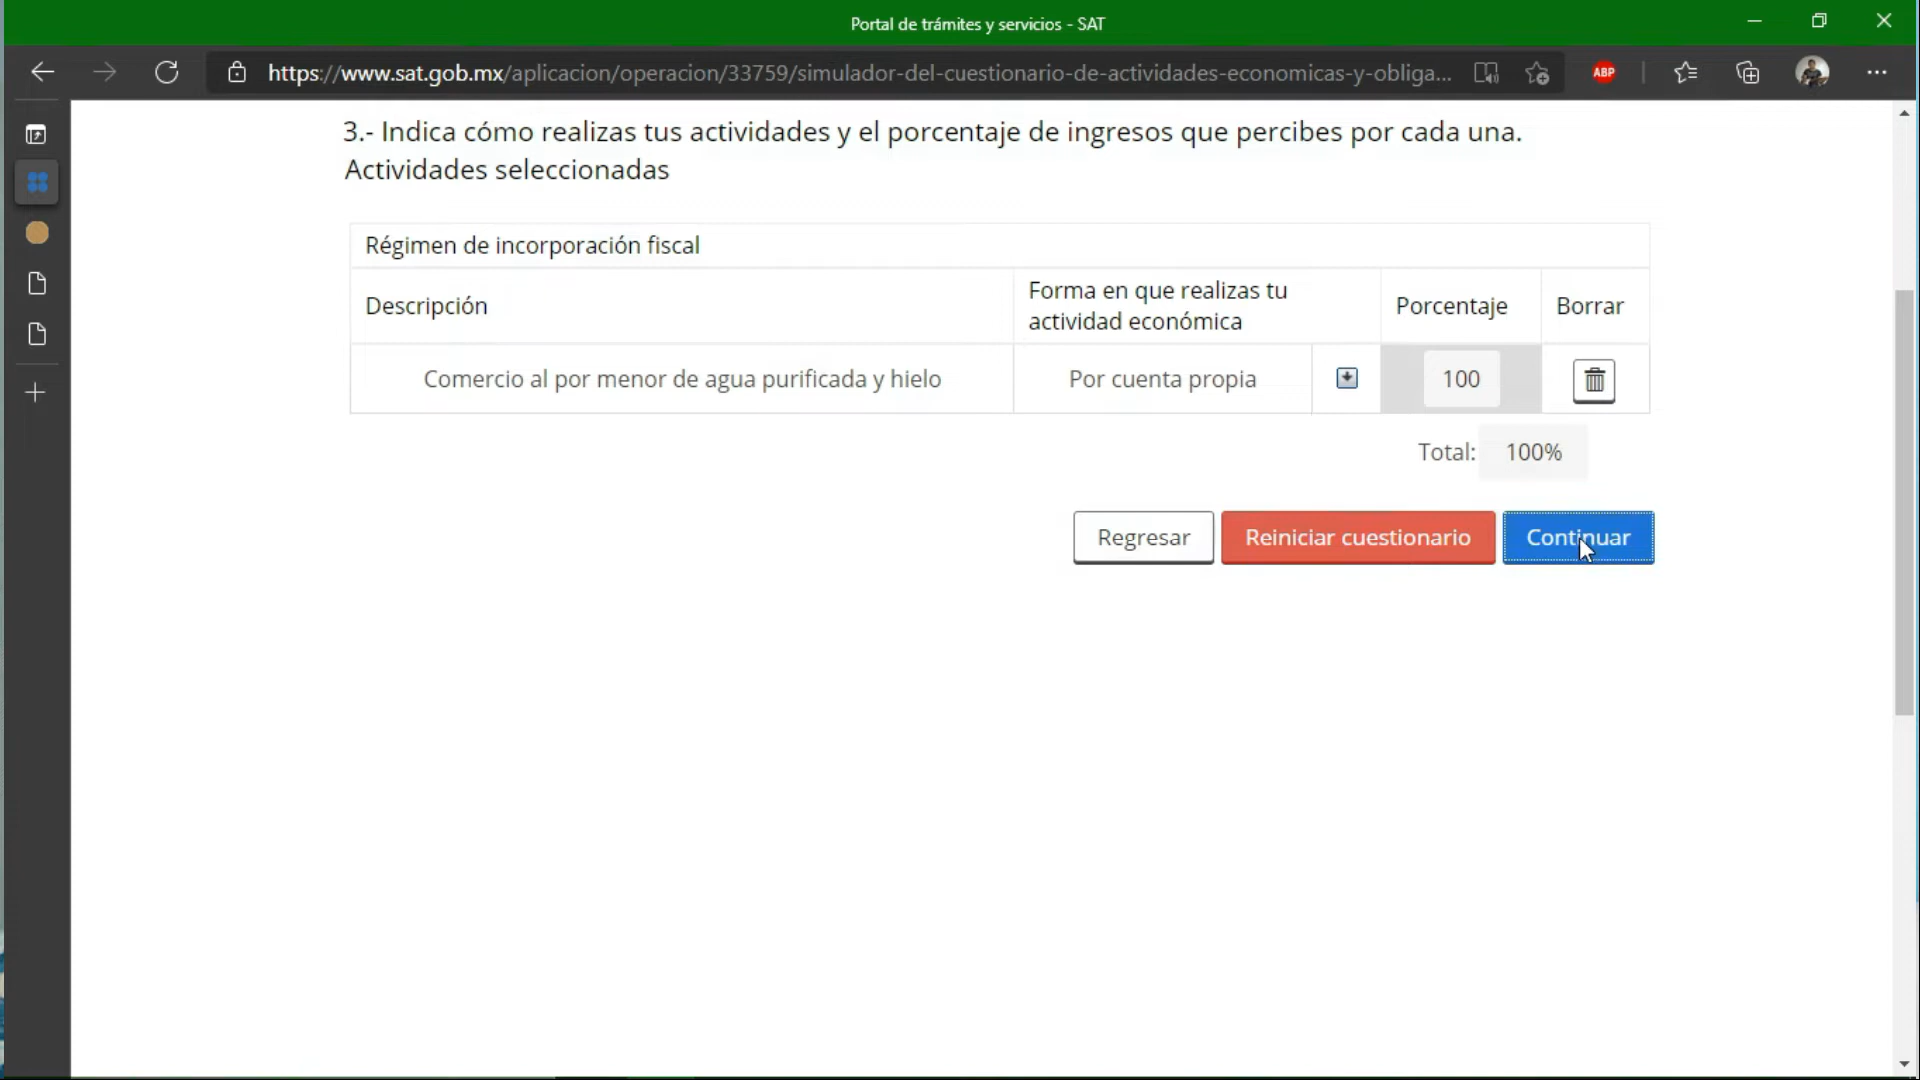 Portal de trámites y servicios - SAT
https://www.sat.gob.mx/aplicacion/operacion/33759/simulador-del-cuestionario-de-actividades-economicas-y-obliga...
ABP
3.- Indica cómo realizas tus actividades y el porcentaje de ingresos que percibes por cada una.
Actividades seleccionadas
Régimen de incorporación fiscal
Descripción
Forma en que realizas tu
actividad económica
Porcentaje
Borrar
Comercio al por menor de agua purificada y hielo
Por cuenta propia
100
Total: 100%
Regresar
Reiniciar cuestionario
Continuar